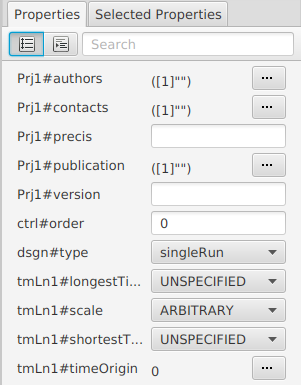 Properties Selected Properties
Search
Prj1#authors ([1]"") ...
Prj1#contacts ([1]"") ...
Prj1#precis
Prj1#publication ([1]"") ...
Prj1#version
ctrl#order 0
dsgn#type singleRun
tmLn1#longestTi... UNSPECIFIED
tmLn1#scale ARBITRARY
tmLn1#shortestT... UNSPECIFIED
tmLn1#timeOrigin 0 ...